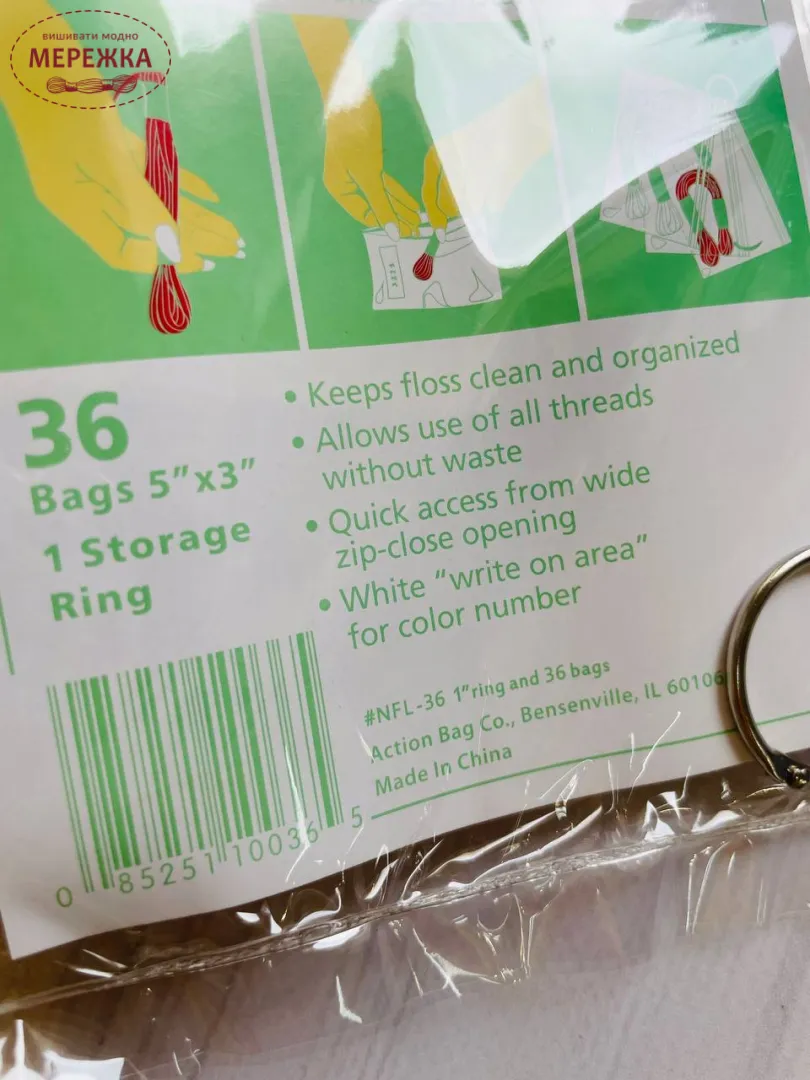 вишивати модно
МЕРЕЖКА
3225
36
Bags 5”x3”
1 Storage
Ring
• Keeps floss clean and organized
• Allows use of all threads
without waste
• Quick access from wide
zip-close opening
• White “write on area”
for color number
#NFL-36 1” ring and 36 bags
Action Bag Co., Bensenville, IL 60106
Made In China
0 85251 10036 5